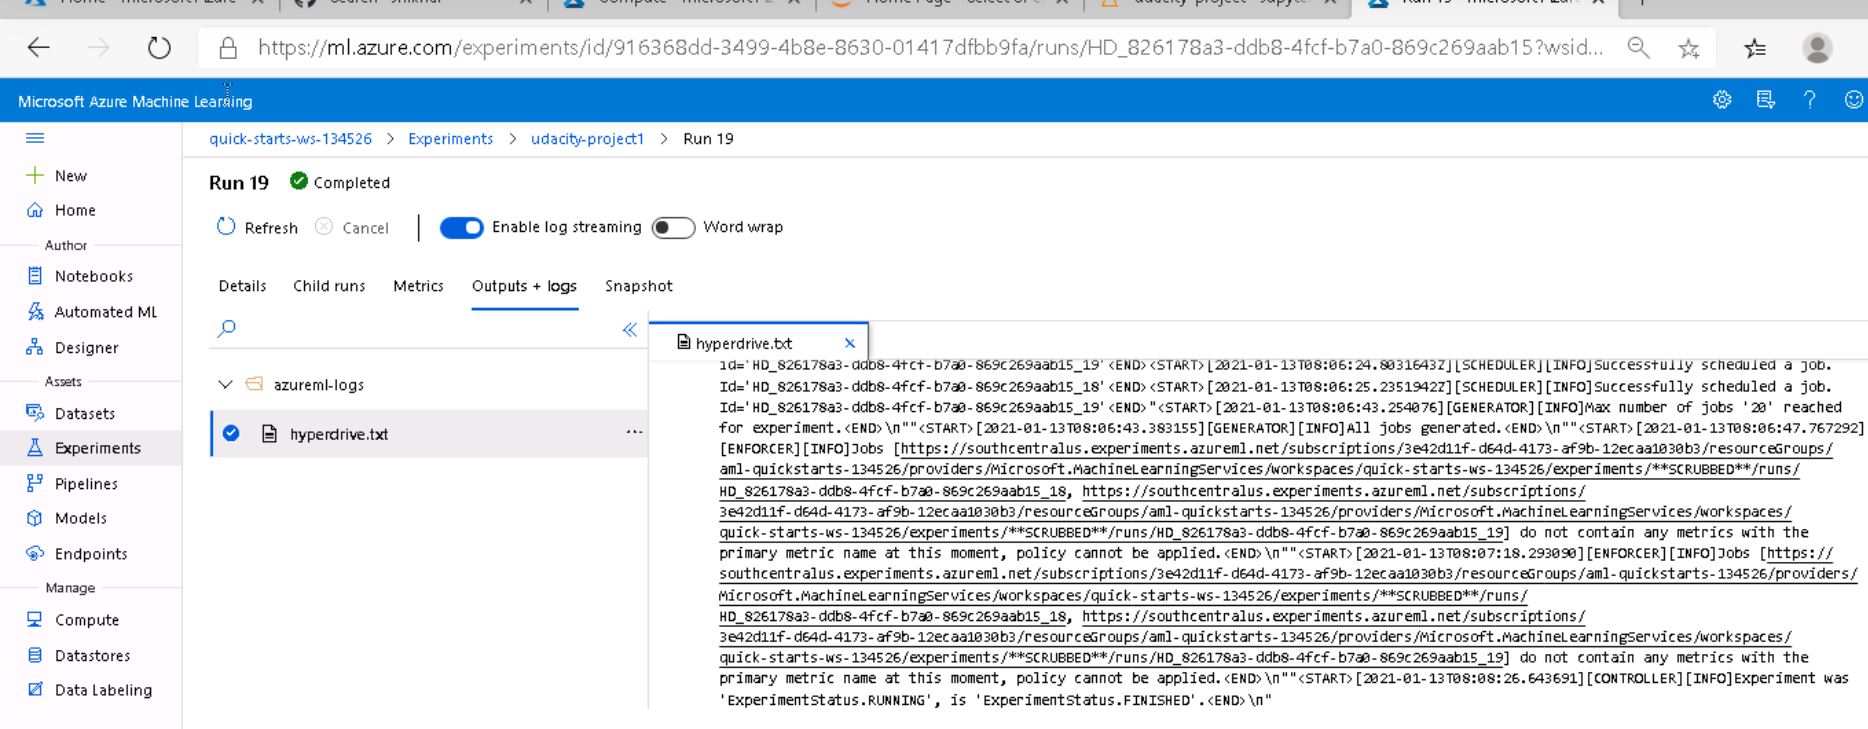 https://ml.azure.com/experiments/id/916368dd-3499-4b8e-8630-01417dfbb9fa/runs/HD_826178a3-ddb8-4fcf-b7a0-869c269aab15?wsid...
Microsoft Azure Machine Learning
quick-starts-ws-134526 > Experiments > udacity-project1 > Run 19
New
Home
Author
Notebooks
Automated ML
Designer
Assets
Datasets
Experiments
Pipelines
Models
Endpoints
Manage
Compute
Datastores
Data Labeling
Run 19 Completed
Refresh Cancel Enable log streaming Word wrap
Details Child runs Metrics Outputs + logs Snapshot
azureml-logs
hyperdrive.txt ...
hyperdrive.txt
id='HD_826178a3-ddb8-4fcf-b7a0-869c269aab15_19'<END><START>[2021-01-13T08:06:24.8031643Z][SCHEDULER][INFO]Successfully scheduled a job.
Id='HD_826178a3-ddb8-4fcf-b7a0-869c269aab15_18'<END><START>[2021-01-13T08:06:25.2351942Z][SCHEDULER][INFO]Successfully scheduled a job.
Id='HD_826178a3-ddb8-4fcf-b7a0-869c269aab15_19'<END>"<START>[2021-01-13T08:06:43.254076][GENERATOR][INFO]Max number of jobs '20' reached
for experiment.<END>\n""<START>[2021-01-13T08:06:43.383155][GENERATOR][INFO]All jobs generated.<END>\n""<START>[2021-01-13T08:06:47.767292]
[ENFORCER][INFO]Jobs [https://southcentralus.experiments.azureml.net/subscriptions/3e42d11f-d64d-4173-af9b-12ecaa1030b3/resourceGroups/
aml-quickstarts-134526/providers/Microsoft.MachineLearningServices/workspaces/quick-starts-ws-134526/experiments/**SCRUBBED**/runs/
HD_826178a3-ddb8-4fcf-b7a0-869c269aab15_18, https://southcentralus.experiments.azureml.net/subscriptions/
3e42d11f-d64d-4173-af9b-12ecaa1030b3/resourceGroups/aml-quickstarts-134526/providers/Microsoft.MachineLearningServices/workspaces/
quick-starts-ws-134526/experiments/**SCRUBBED**/runs/HD_826178a3-ddb8-4fcf-b7a0-869c269aab15_19] do not contain any metrics with the
primary metric name at this moment, policy cannot be applied.<END>\n""<START>[2021-01-13T08:07:18.293090][ENFORCER][INFO]Jobs [https://
southcentralus.experiments.azureml.net/subscriptions/3e42d11f-d64d-4173-af9b-12ecaa1030b3/resourceGroups/aml-quickstarts-134526/providers/
Microsoft.MachineLearningServices/workspaces/quick-starts-ws-134526/experiments/**SCRUBBED**/runs/
HD_826178a3-ddb8-4fcf-b7a0-869c269aab15_18, https://southcentralus.experiments.azureml.net/subscriptions/
3e42d11f-d64d-4173-af9b-12ecaa1030b3/resourceGroups/aml-quickstarts-134526/providers/Microsoft.MachineLearningServices/workspaces/
quick-starts-ws-134526/experiments/**SCRUBBED**/runs/HD_826178a3-ddb8-4fcf-b7a0-869c269aab15_19] do not contain any metrics with the
primary metric name at this moment, policy cannot be applied.<END>\n""<START>[2021-01-13T08:08:26.643691][CONTROLLER][INFO]Experiment was
'ExperimentStatus.RUNNING', is 'ExperimentStatus.FINISHED'.<END>\n"